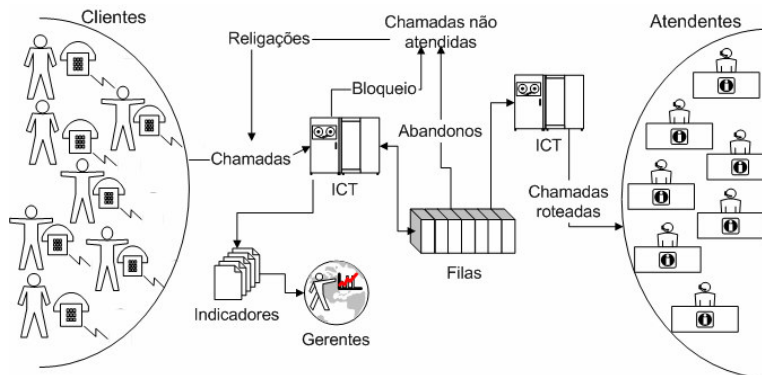 Clientes
Religações
Chamadas não
atendidas
Atendentes
Bloqueio
Chamadas
ICT
Abandonos
ICT
Chamadas
roteadas
Filas
Indicadores
Gerentes